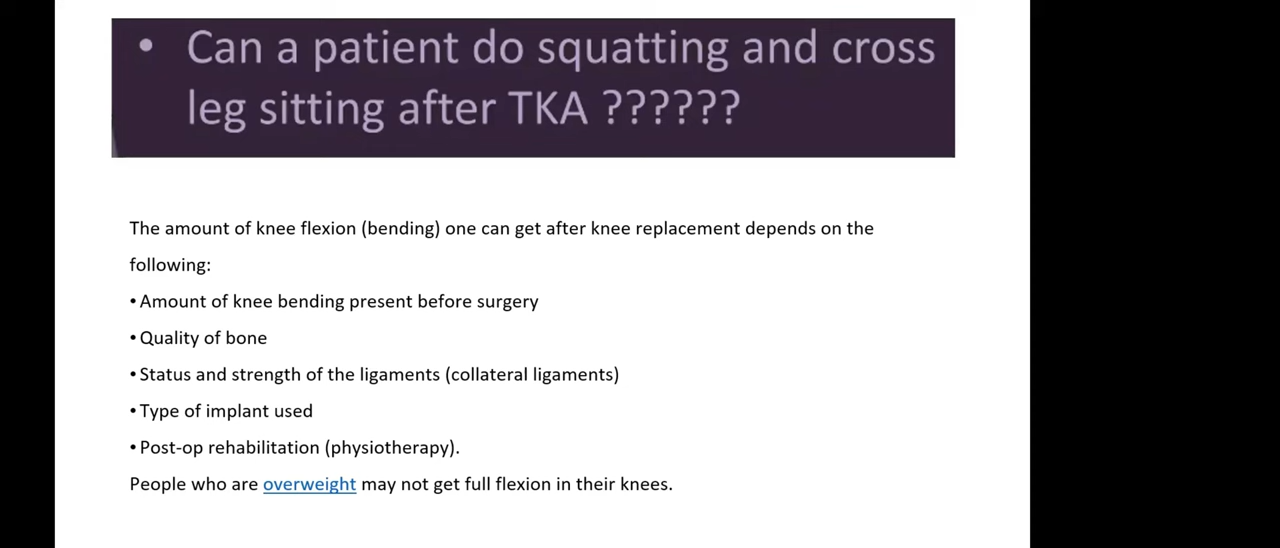 • Can a patient do squatting and cross
leg sitting after TKA ??????
The amount of knee flexion (bending) one can get after knee replacement depends on the
following:
•Amount of knee bending present before surgery
•Quality of bone
•Status and strength of the ligaments (collateral ligaments)
•Type of implant used
•Post-op rehabilitation (physiotherapy).
People who are overweight may not get full flexion in their knees.